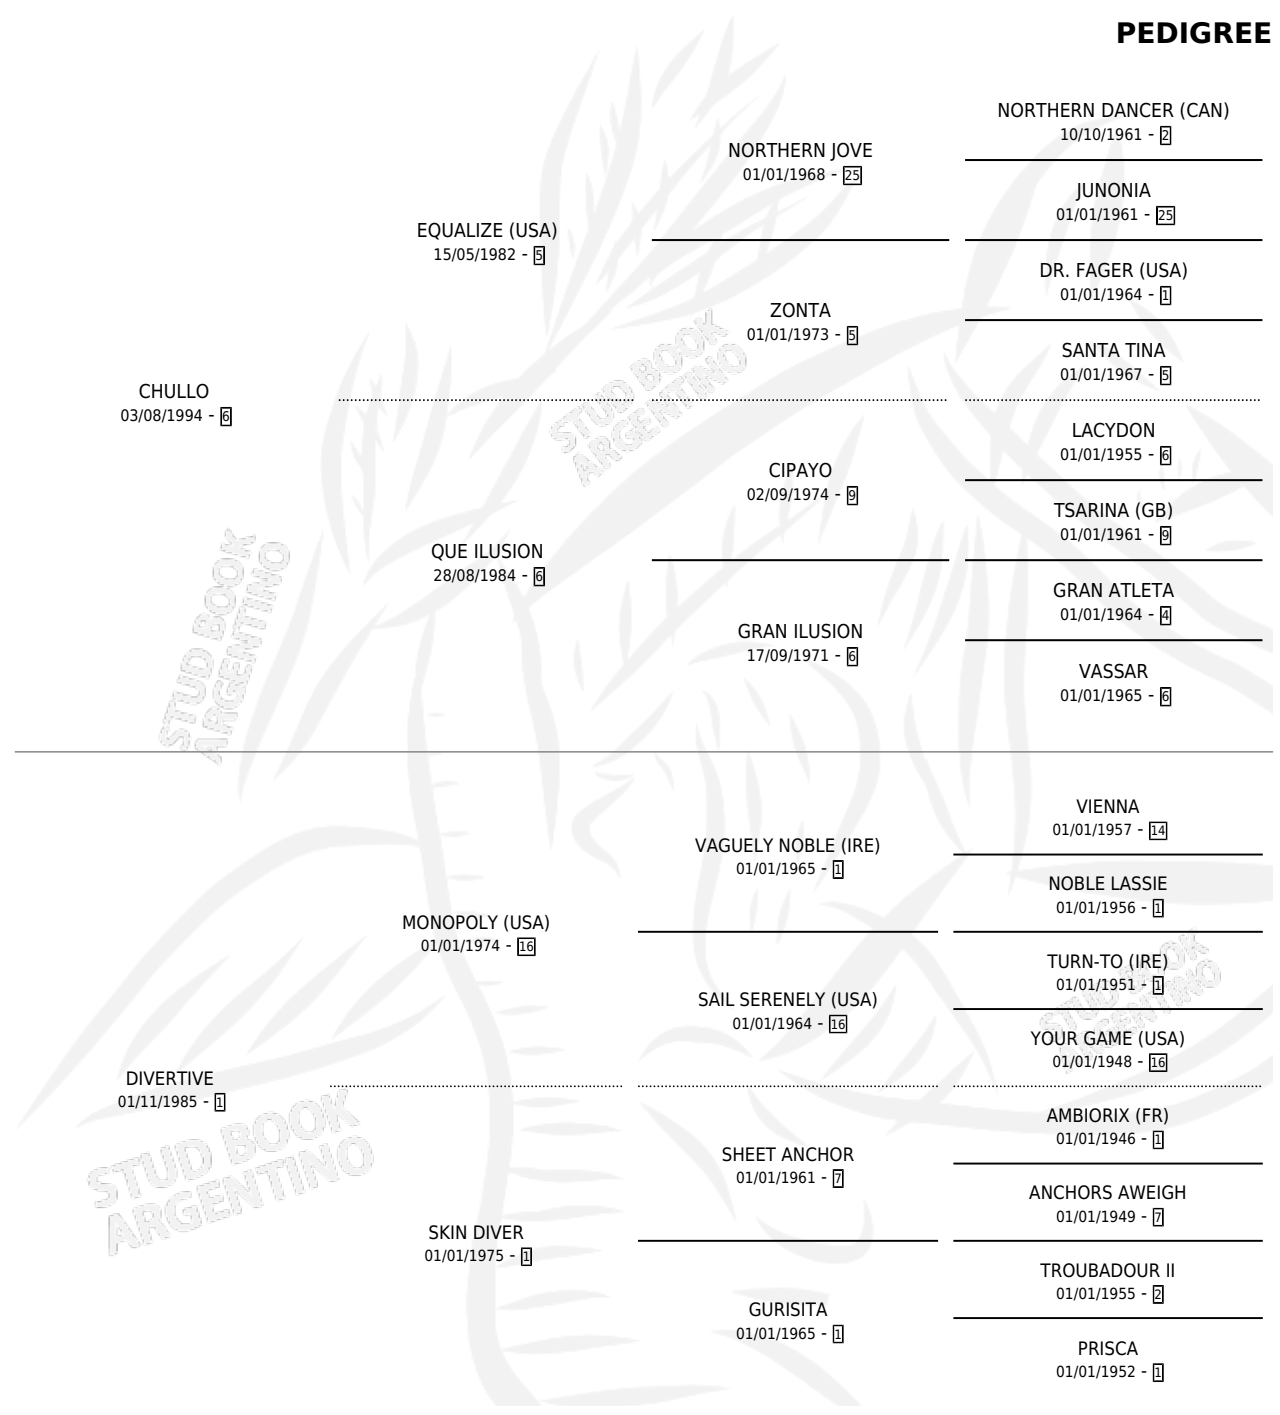 PEDIGREE
NORTHERN DANCER (CAN)
10/10/1961 - 2
NORTHERN JOVE
01/01/1968 - 25
JUNONIA
01/01/1961 - 25
EQUALIZE (USA)
15/05/1982 - 5
DR. FAGER (USA)
01/01/1964 - 1
ZONTA
01/01/1973 - 5
SANTA TINA
01/01/1967 - 5
CHULLO
03/08/1994 - 6
LACYDON
01/01/1955 - 6
CIPAYO
02/09/1974 - 9
TSARINA (GB)
01/01/1961 - 9
QUE ILUSION
28/08/1984 - 6
GRAN ATLETA
01/01/1964 - 4
GRAN ILUSION
17/09/1971 - 6
VASSAR
01/01/1965 - 6
VIENNA
01/01/1957 - 14
VAGUELY NOBLE (IRE)
01/01/1965 - 1
NOBLE LASSIE
01/01/1956 - 1
MONOPOLY (USA)
01/01/1974 - 16
TURN-TO (IRE)
01/01/1951 - 1
SAIL SERENELY (USA)
01/01/1964 - 16
YOUR GAME (USA)
01/01/1948 - 16
DIVERTIVE
01/11/1985 - 1
AMBIORIX (FR)
01/01/1946 - 1
SHEET ANCHOR
01/01/1961 - 7
ANCHORS AWEIGH
01/01/1949 - 7
SKIN DIVER
01/01/1975 - 1
TROUBADOUR II
01/01/1955 - 2
GURISITA
01/01/1965 - 1
PRISCA
01/01/1952 - 1
STUD BOOK
ARGENTINO
STUD BOOK
ARGENTINO
STUD BOOK
ARGENTINO
STUD BOOK
ARGENTINO